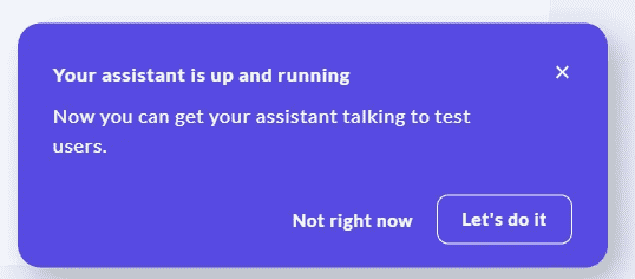 Your assistant is up and running
Now you can get your assistant talking to test
users.
Not right now
Let's do it